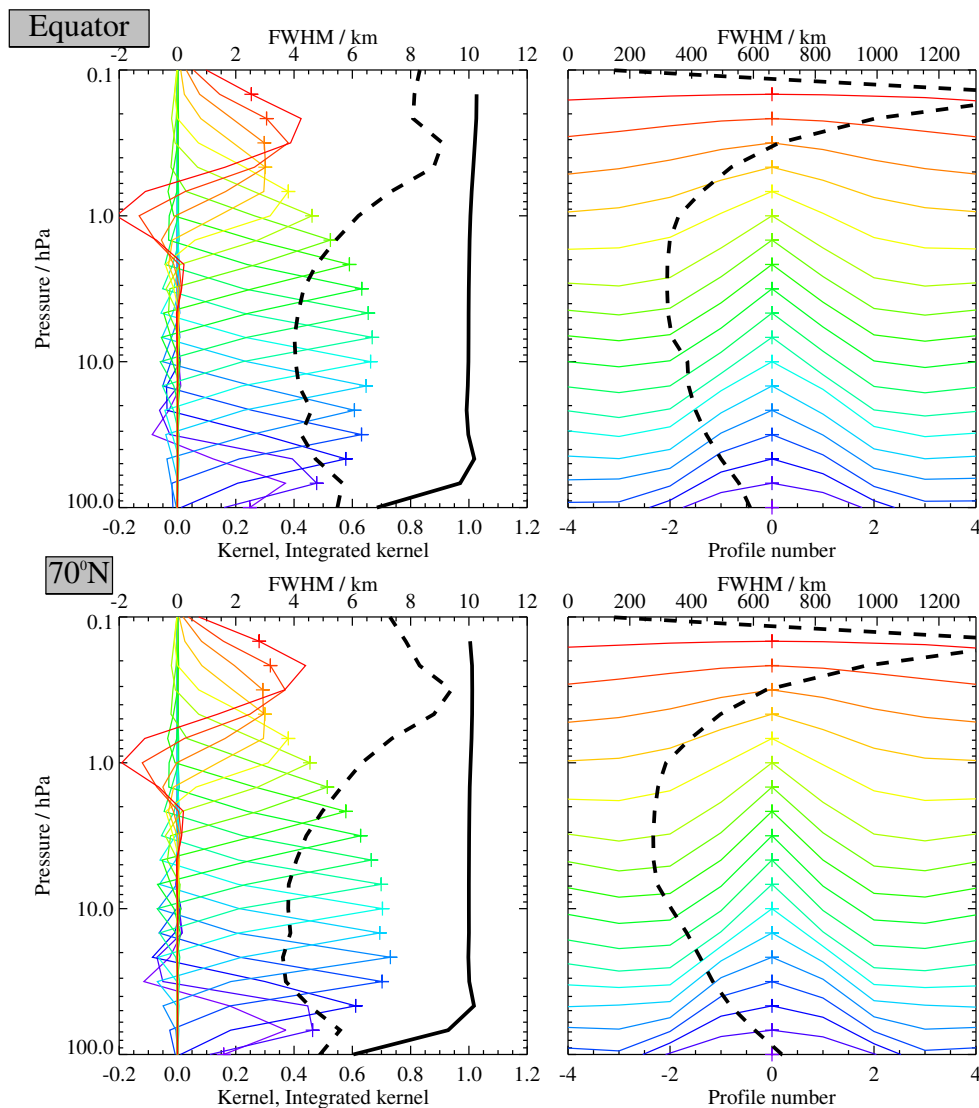 Equator
FWHM / km
-2 0 2 4 6 8 10 12
0.1
1.0
10.0
100.0
Pressure / hPa
-0.2 0.0 0.2 0.4 0.6 0.8 1.0 1.2
Kernel, Integrated kernel
FWHM / km
0 200 400 600 800 1000 1200
-4 -2 0 2 4
Profile number
70⁰N
FWHM / km
-2 0 2 4 6 8 10 12
0.1
1.0
10.0
100.0
Pressure / hPa
-0.2 0.0 0.2 0.4 0.6 0.8 1.0 1.2
Kernel, Integrated kernel
FWHM / km
0 200 400 600 800 1000 1200
-4 -2 0 2 4
Profile number